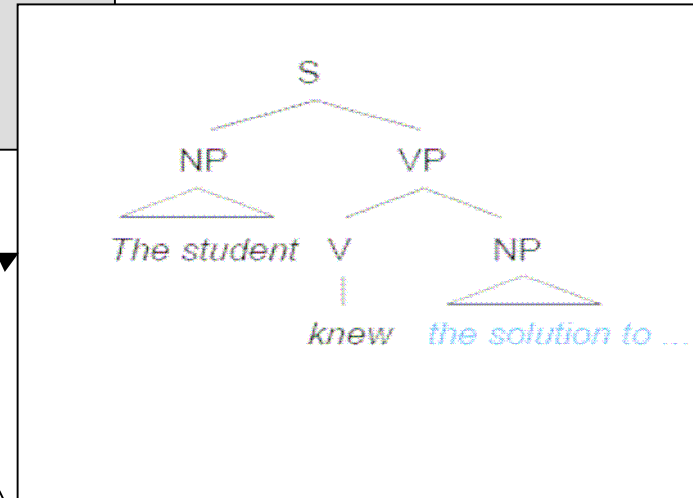 S
NP VP
The student V NP
knew the solution to ...